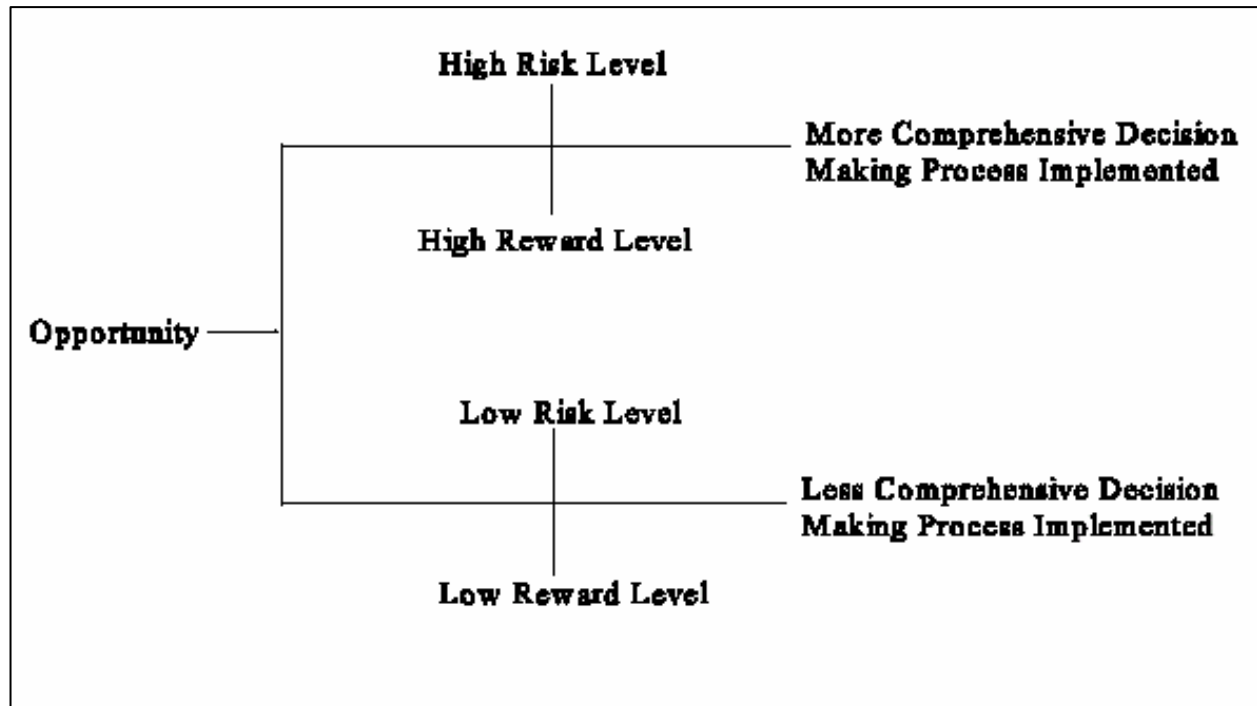 High Risk Level
More Comprehensive Decision
Making Process Implemented
High Reward Level
Opportunity
Low Risk Level
Less Comprehensive Decision
Making Process Implemented
Low Reward Level